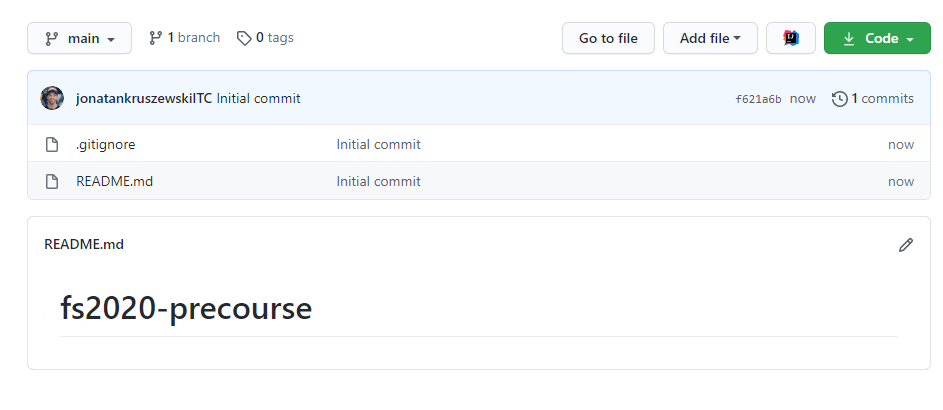 main 1 branch 0 tags Go to file Add file Code
jonatankruszewskiITC Initial commit f621a6b now 1 commits
.gitignore Initial commit now
README.md Initial commit now
README.md
fs2020-precourse